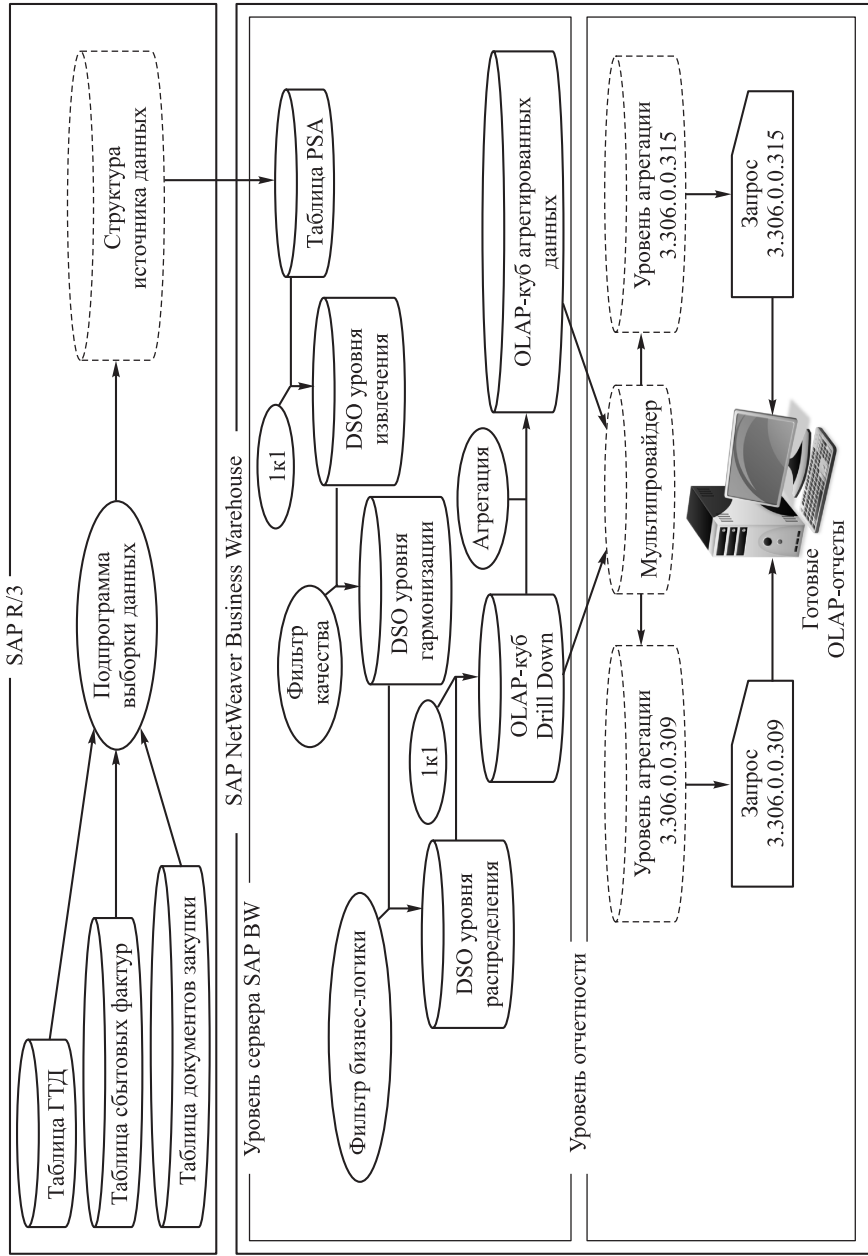 SAP R/3
Таблица ГТД
Таблица сбытовых фактур
Таблица документов закупки
Подпрограмма
выборки данных
Структура
источника данных
SAP NetWeaver Business Warehouse
Уровень сервера SAP BW
Таблица PSA
1к1
DSO уровня
извлечения
Фильтр
качества
DSO уровня
гармонизации
Фильтр бизнес-логики
DSO уровня
распределения
1к1
OLAP-куб
Drill Down
Агрегация
OLAP-куб агрегированных
данных
Уровень отчетности
Уровень агрегации
3.306.0.0.309
Мультипровайдер
Уровень агрегации
3.306.0.0.315
Запрос
3.306.0.0.309
Готовые
OLAP-отчеты
Запрос
3.306.0.0.315